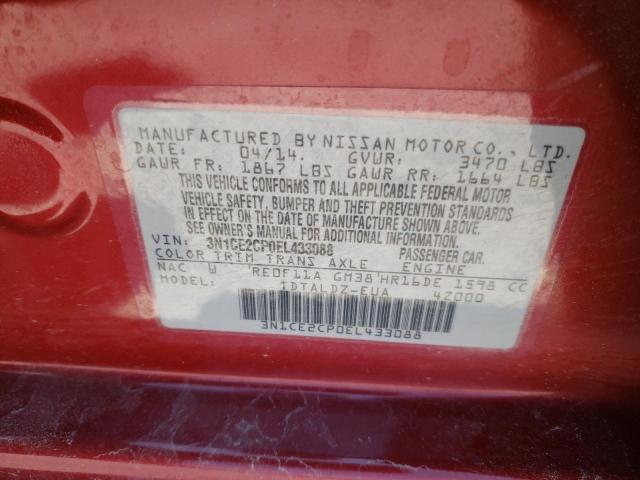 MANUFACTURED BY NISSAN MOTOR CO., LTD.
DATE: 04/14. GVWR: 3470 LBS
GAWR FR: 1867 LBS GAWR RR: 1664 LBS
THIS VEHICLE CONFORMS TO ALL APPLICABLE FEDERAL MOTOR
VEHICLE SAFETY, BUMPER AND THEFT PREVENTION STANDARDS
IN EFFECT ON THE DATE OF MANUFACTURE SHOWN ABOVE.
SEE OWNER'S MANUAL FOR ADDITIONAL INFORMATION.
VIN: 3N1CE2CP0EL433088 PASSENGER CAR.
COLOR TRIM TRANS AXLE ENGINE
NAC W RE0F11A GM38 HR16DE 1598 CC
MODEL: TDTALDZ-EUA 4Z000
3N1CE2CP0EL433088